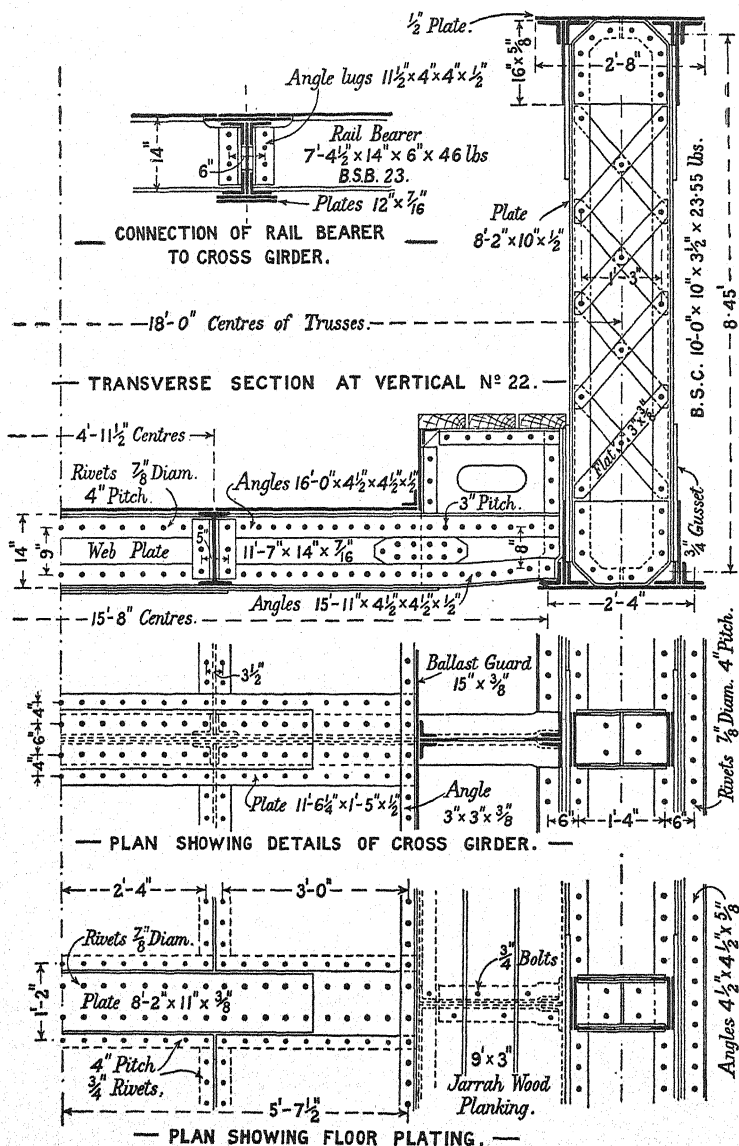 ½" Plate.
16" × ⅝"
2'-8"
Angle lugs 11½" × 4" × 4" × ½"
14"
6"
Rail Bearer
7'-4½" × 14" × 6" × 46 lbs
B.S.B. 23.
Plates 12" × 7/16"
CONNECTION OF RAIL BEARER
TO CROSS GIRDER.
Plate
8'-2" × 10" × ½"
1'-3"
B.S.C. 10'-0" × 10" × 3½" × 23·55 lbs.
8·45'
18'-0" Centres of Trusses.
TRANSVERSE SECTION AT VERTICAL Nº 22.
4'-11½" Centres
Rivets ⅞" Diam.
4" Pitch.
Angles 16'-0" × 4½" × 4½" × ½"
3" Pitch.
Flat 3" × ⅜"
¾" Gusset
14"
9"
Web Plate
5"
11'-7" × 14" × 7/16"
8"
Angles 15'-11" × 4½" × 4½" × ½"
2'-4"
15'-8" Centres.
3½"
Ballast Guard
15" × ⅜"
4"
6"
4"
Plate 11'-6¼" × 1'-5" × ½"
Angle
3" × 3" × ⅜"
6"
1'-4"
6"
Rivets ⅞" Diam. 4" Pitch.
PLAN SHOWING DETAILS OF CROSS GIRDER.
2'-4"
3'-0"
Rivets ⅞" Diam.
Plate 8'-2" × 11" × ⅜"
1'-2"
¾" Bolts
4" Pitch
¾" Rivets,
9" × 3"
Jarrah Wood
Planking.
Angles 4½" × 4½" × ⅝"
5'-7½"
PLAN SHOWING FLOOR PLATING.